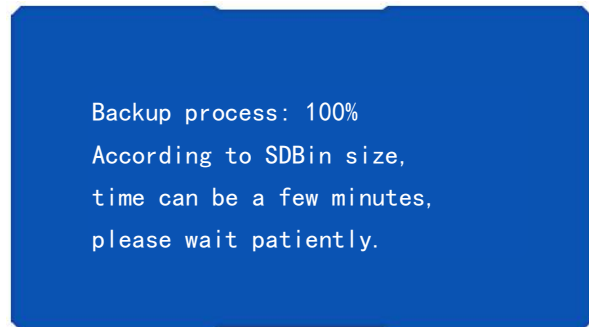 Backup process: 100%
According to SDBin size,
time can be a few minutes,
please wait patiently.